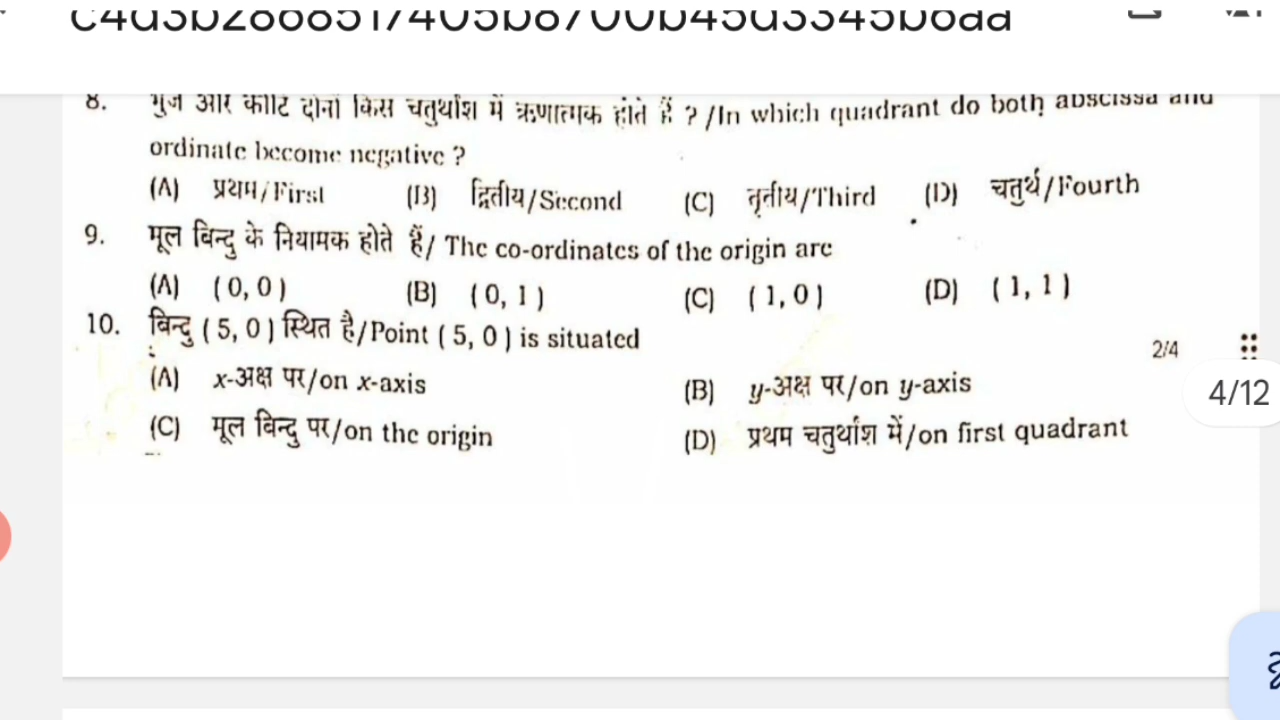 8. भुज और कोटि दोनों किस चतुर्थांश में ऋणात्मक होते हैं ? /In which quadrant do both abscissa and
ordinate become negative ?
(A) प्रथम/First (B) द्वितीय/Second (C) तृतीय/Third (D) चतुर्थ/Fourth
9. मूल बिन्दु के नियामक होते हैं/ The co-ordinates of the origin are
(A) (0, 0) (B) (0, 1) (C) (1, 0) (D) (1, 1)
10. बिन्दु (5, 0) स्थित है/Point (5, 0) is situated
2/4
(A) x-अक्ष पर/on x-axis (B) y-अक्ष पर/on y-axis
4/12
(C) मूल बिन्दु पर/on the origin (D) प्रथम चतुर्थांश में/on first quadrant